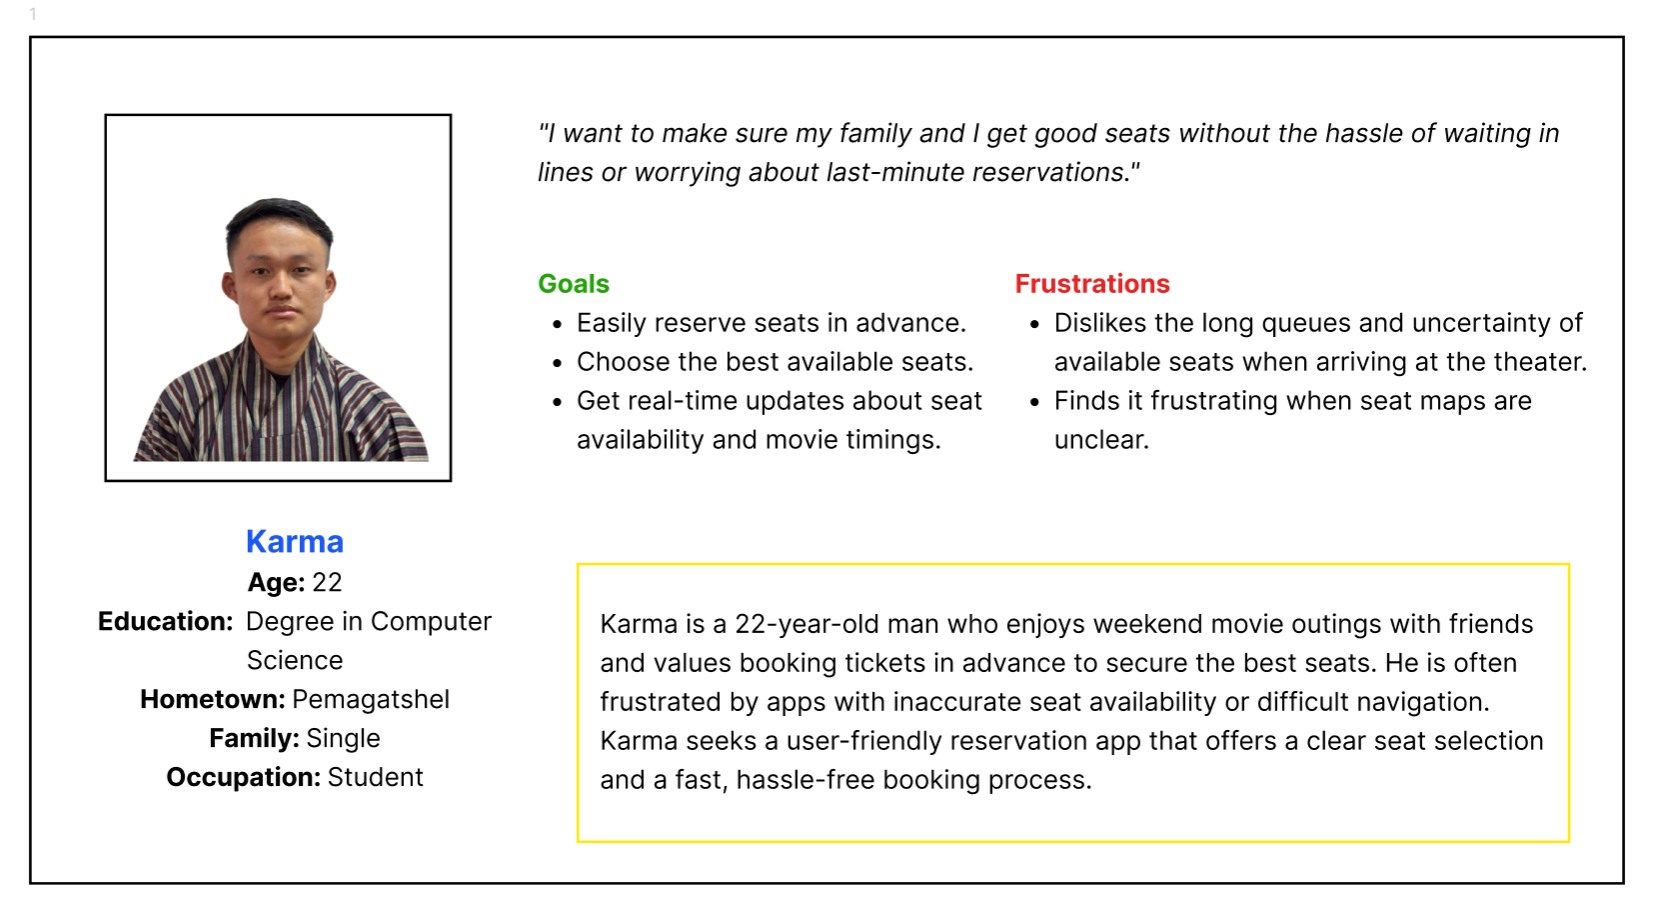 1
"I want to make sure my family and I get good seats without the hassle of waiting in
lines or worrying about last-minute reservations."
Goals
• Easily reserve seats in advance.
• Choose the best available seats.
• Get real-time updates about seat
availability and movie timings.
Frustrations
• Dislikes the long queues and uncertainty of
available seats when arriving at the theater.
• Finds it frustrating when seat maps are
unclear.
Karma
Age: 22
Education: Degree in Computer
Science
Hometown: Pemagatshel
Family: Single
Occupation: Student
Karma is a 22-year-old man who enjoys weekend movie outings with friends
and values booking tickets in advance to secure the best seats. He is often
frustrated by apps with inaccurate seat availability or difficult navigation.
Karma seeks a user-friendly reservation app that offers a clear seat selection
and a fast, hassle-free booking process.